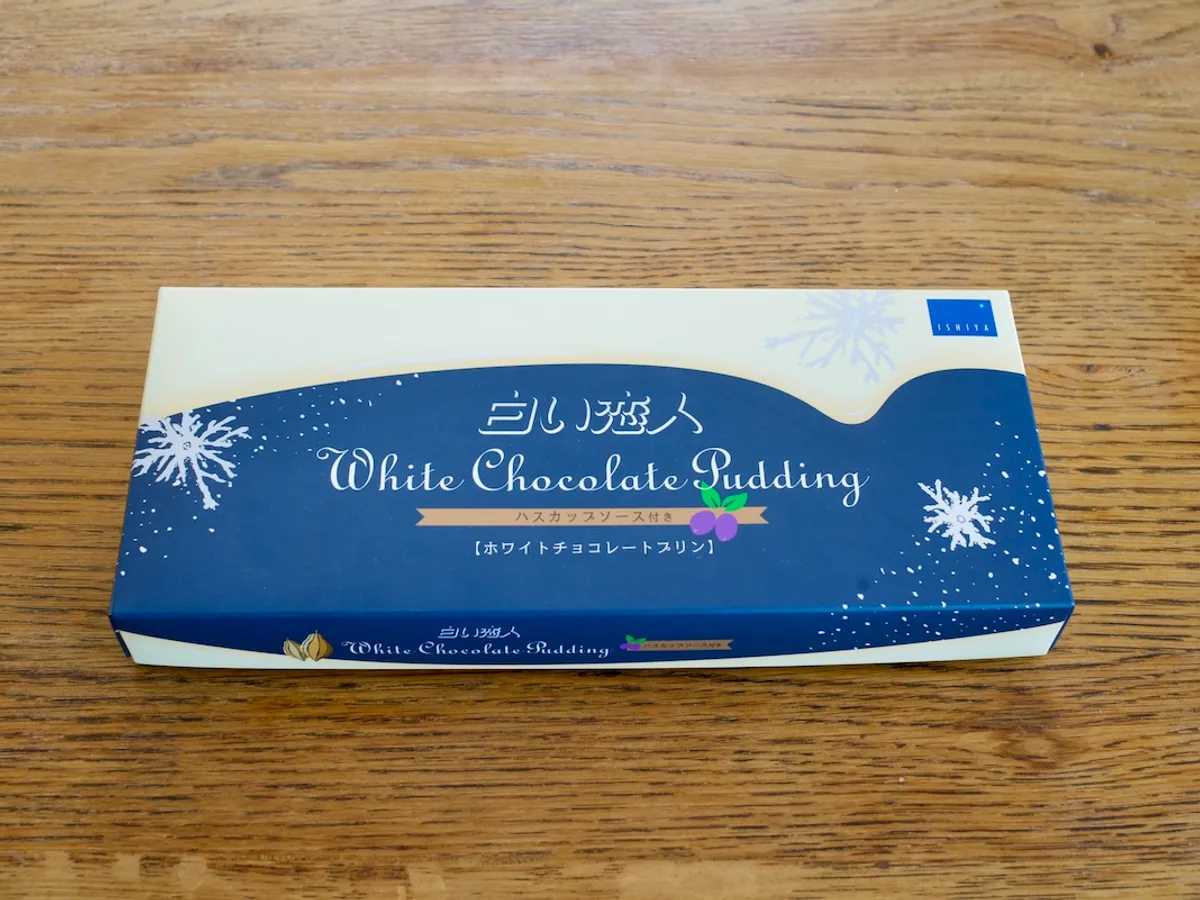 ISHIYA
白い恋人
White Chocolate Pudding
ハスカップソース付き
【ホワイトチョコレートプリン】
白い恋人
White Chocolate Pudding
ハスカップソース付き